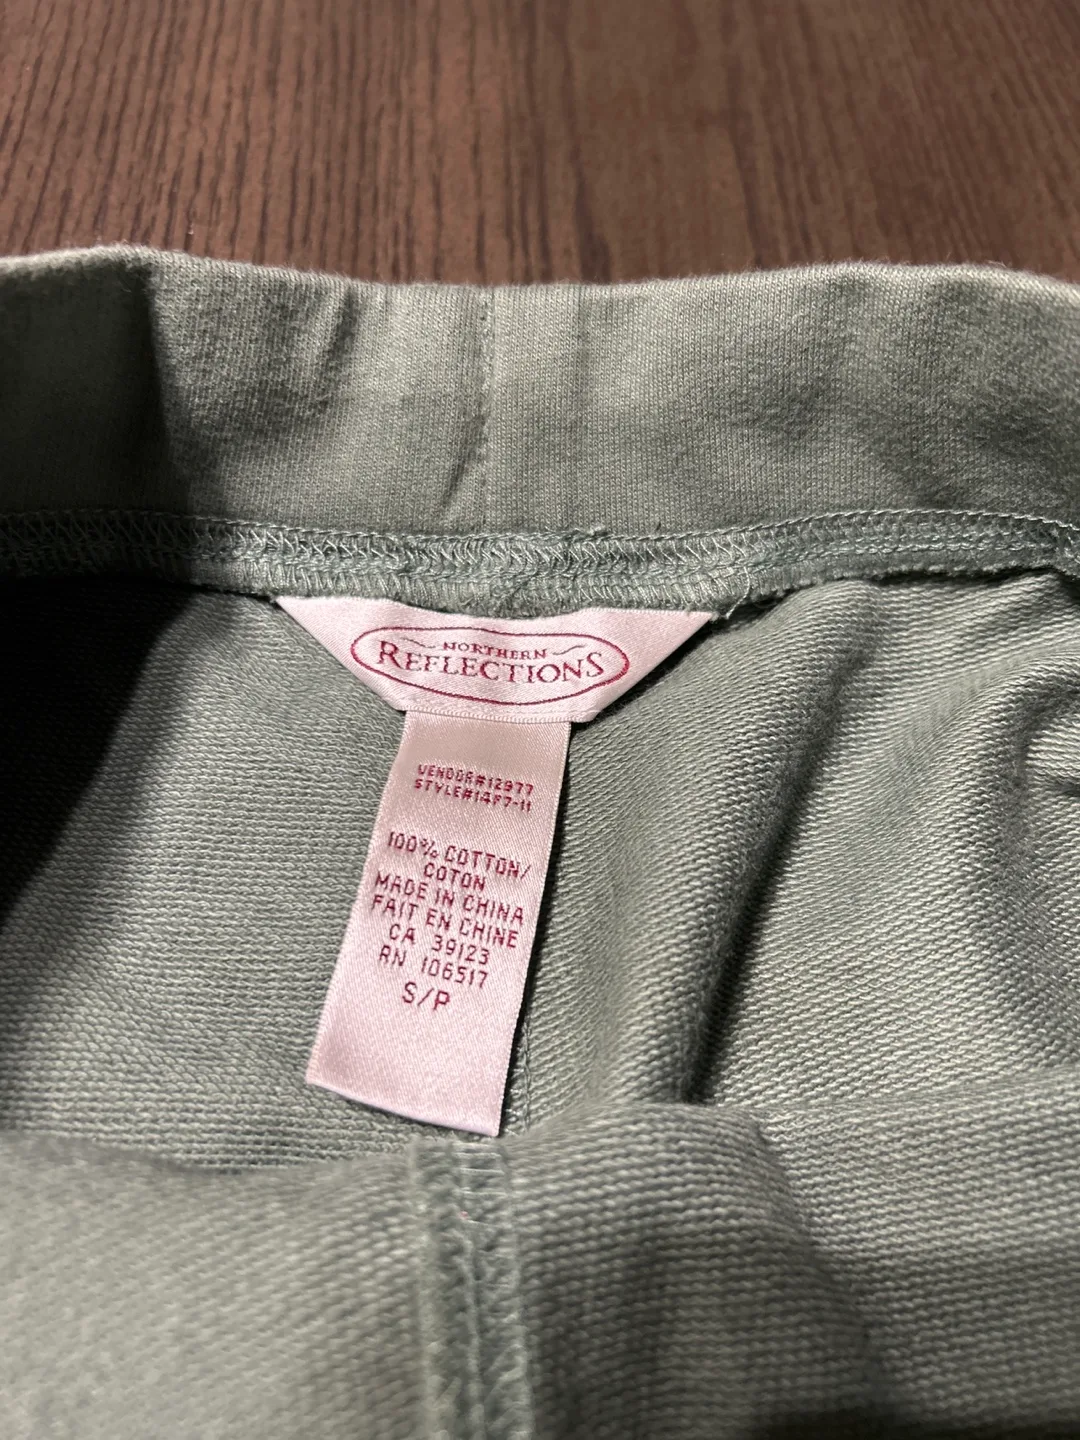 NORTHERN
REFLECTIONS
VENDOR#12977
STYLE#14F7-11
100% COTTON/
COTON
MADE IN CHINA
FAIT EN CHINE
CA 39123
RN 106517
S/P